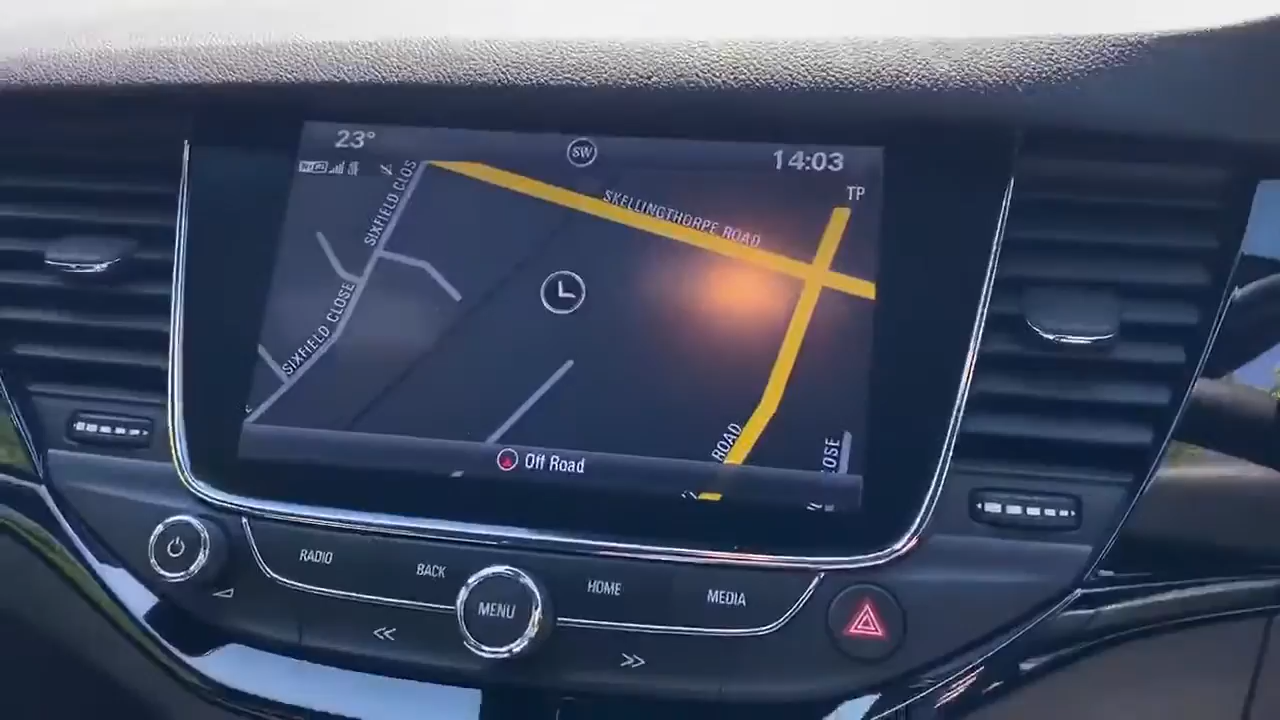 23°
SW
14:03
TP
SIXFIELD CLOS
SKELLINGTHORPE ROAD
SIXFIELD CLOSE
ROAD
LOSE
Off Road
RADIO
BACK
MENU
HOME
MEDIA